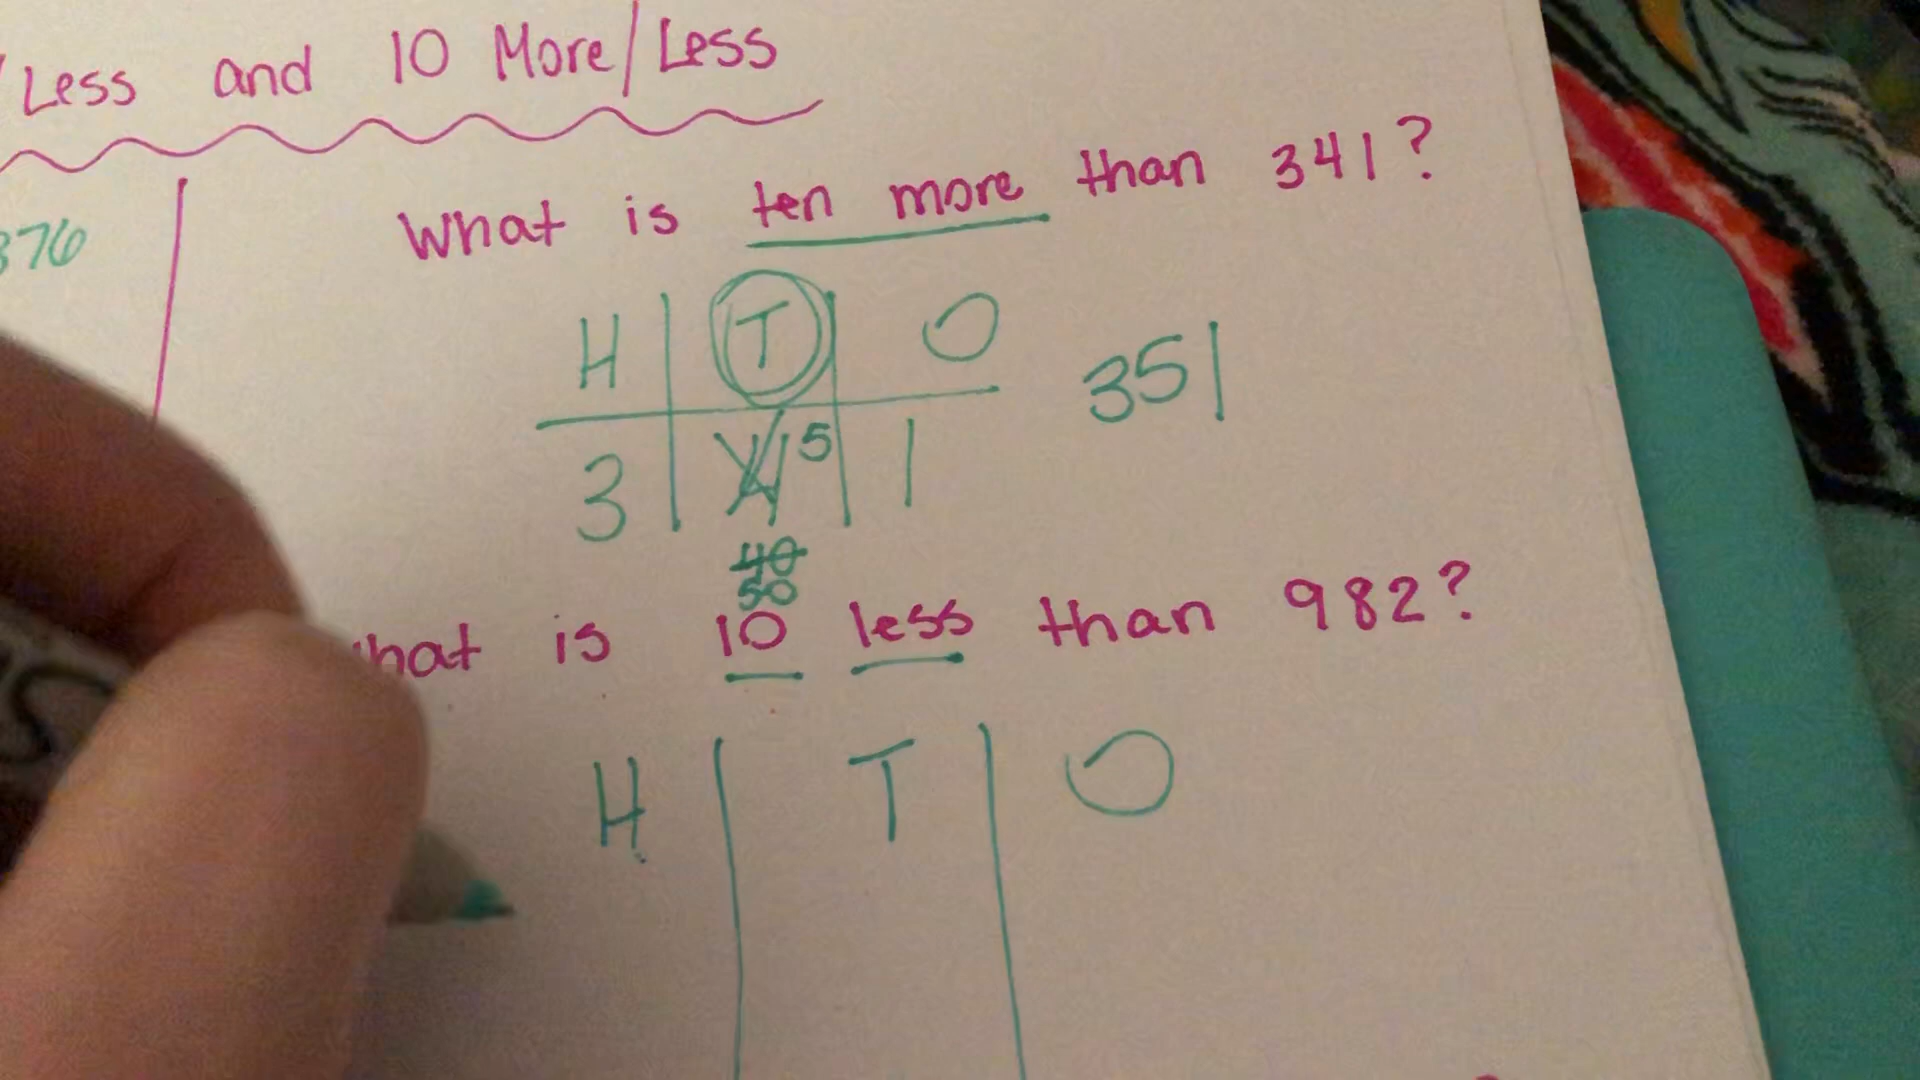 Less and 10 More/Less
376
What is ten more than 341?
H T O
3 4 5 1
351
40
50
hat is 10 less than 982?
H T O